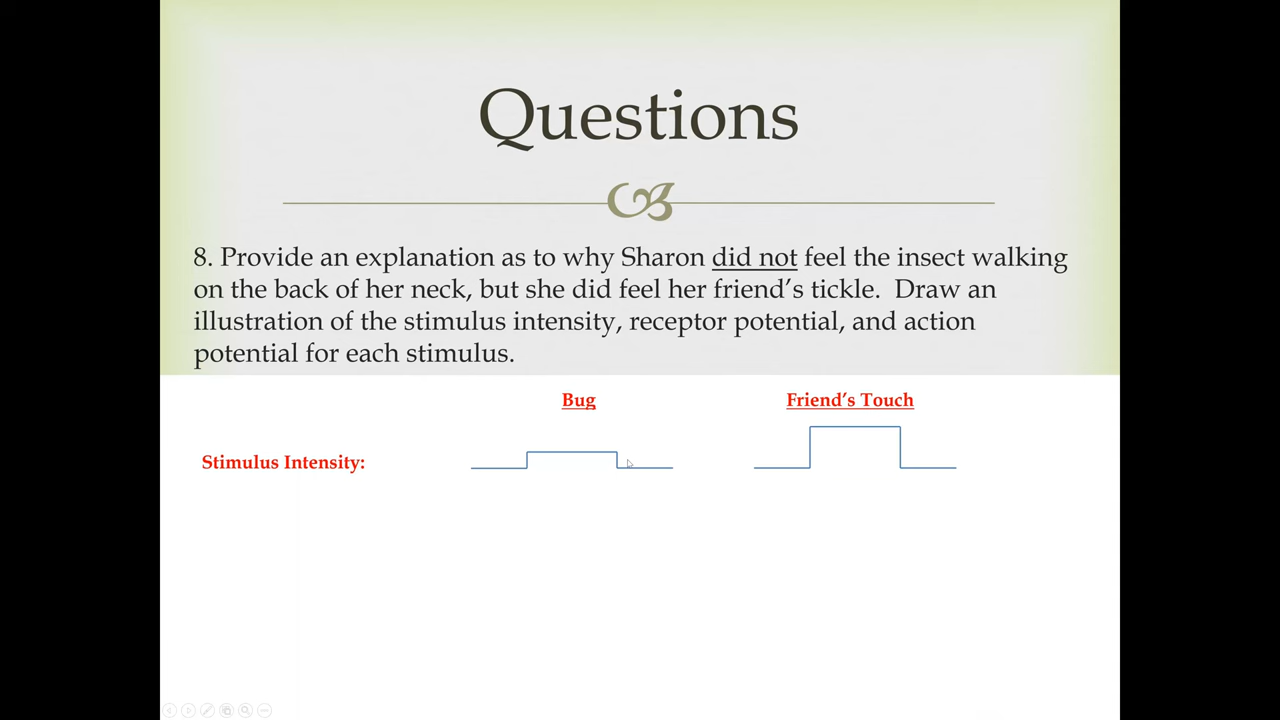 Questions
8. Provide an explanation as to why Sharon did not feel the insect walking
on the back of her neck, but she did feel her friend’s tickle.  Draw an
illustration of the stimulus intensity, receptor potential, and action
potential for each stimulus.
Bug
Friend’s Touch
Stimulus Intensity: